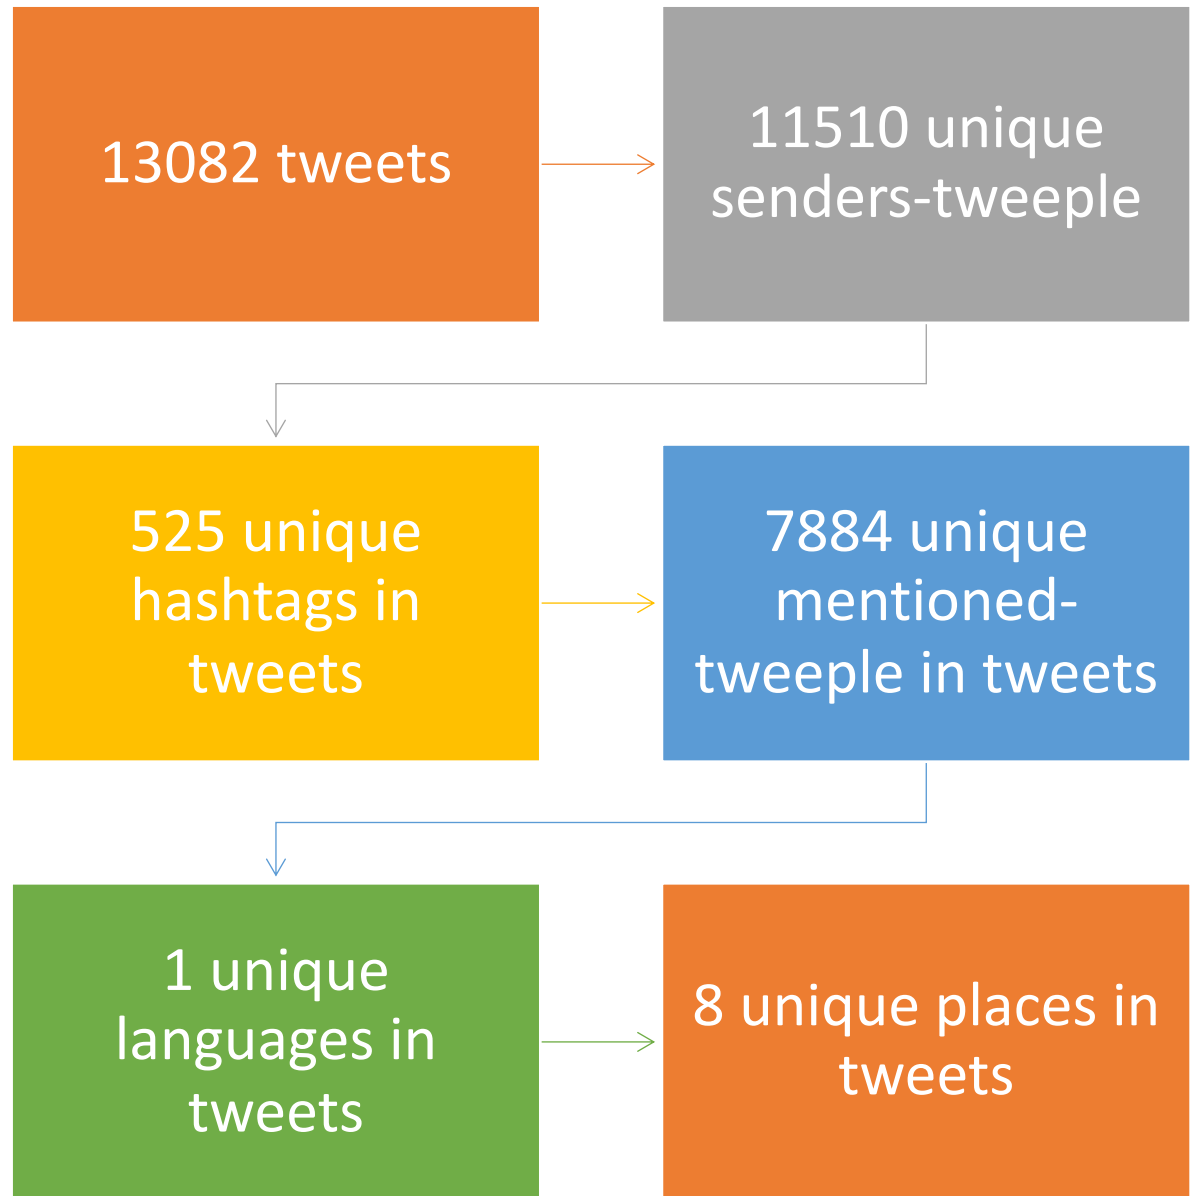 13082 tweets
11510 unique
senders-tweeple
525 unique
hashtags in
tweets
7884 unique
mentioned-
tweeple in tweets
1 unique
languages in
tweets
8 unique places in
tweets